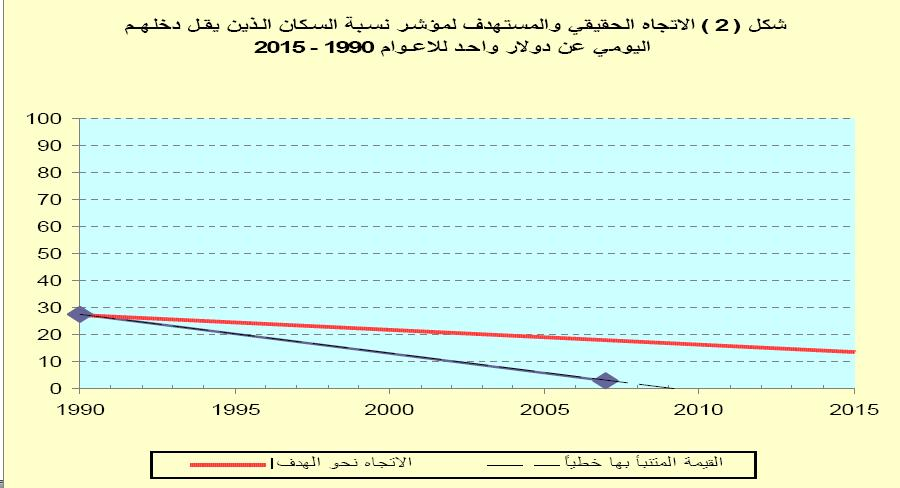 شكل ( 2 ) الاتجاه الحقيقي والمستهدف لمؤشر نسبة السكان الذين يقل دخلهم
اليومي عن دولار واحد للاعوام 1990 - 2015
100
90
80
70
60
50
40
30
20
10
0
1990 1995 2000 2005 2010 2015
الاتجاه نحو الهدف القيمة المتنبأ بها خطياً